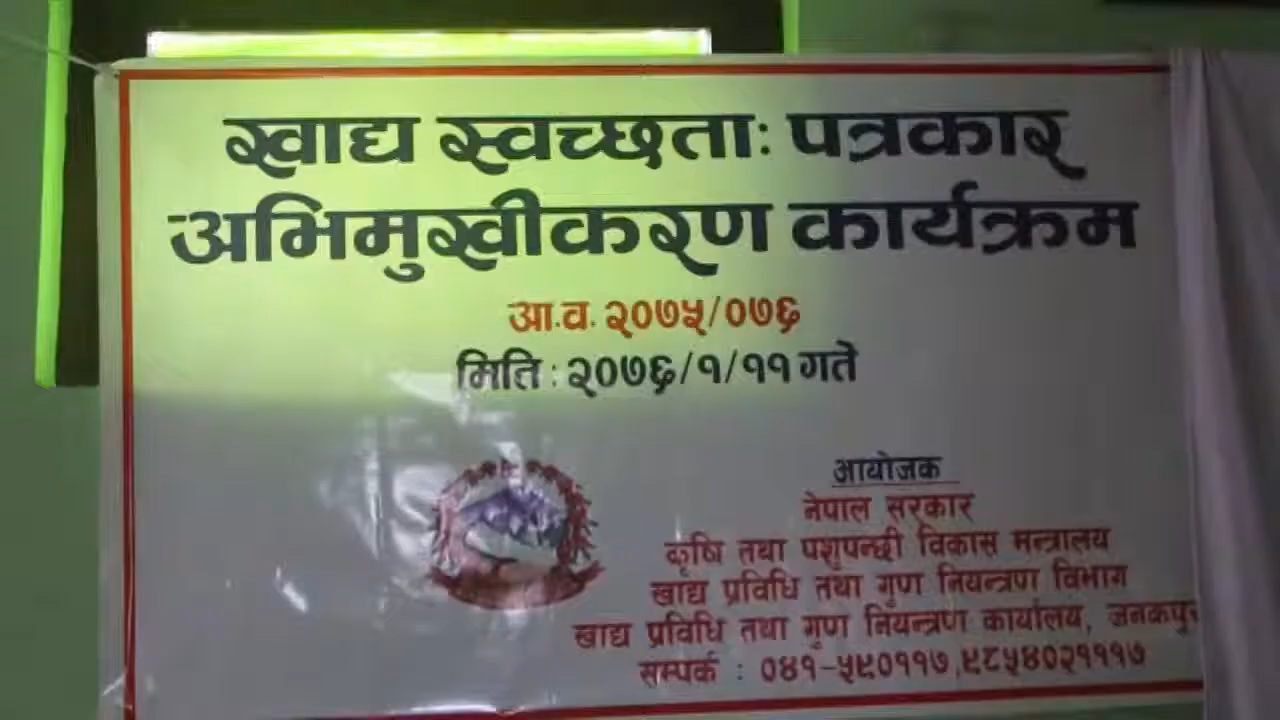 खाद्य स्वच्छताः पत्रकार
अभिमुखीकरण कार्यक्रम
आ.व. २०७५/०७६
मिति : २०७६/१/११ गते
आयोजक
नेपाल सरकार
कृषि तथा पशुपन्छी विकास मन्त्रालय
खाद्य प्रविधि तथा गुण नियन्त्रण विभाग
खाद्य प्रविधि तथा गुण नियन्त्रण कार्यालय, जनकपुर
सम्पर्क : ०४१-५९०११७,९८५४०२१११७